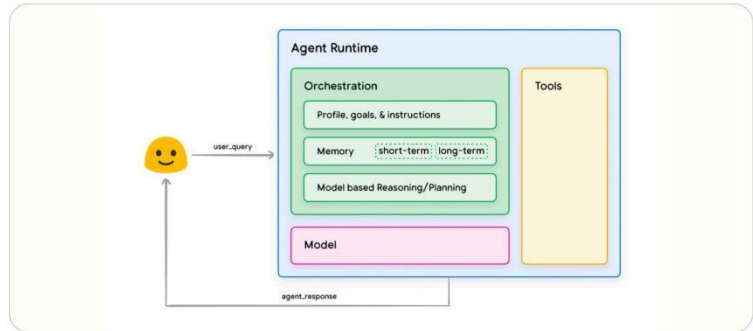 Agent Runtime
Orchestration
Tools
Profile, goals, & instructions
user_query
Memory short-term long-term
Model based Reasoning/Planning
Model
agent_response